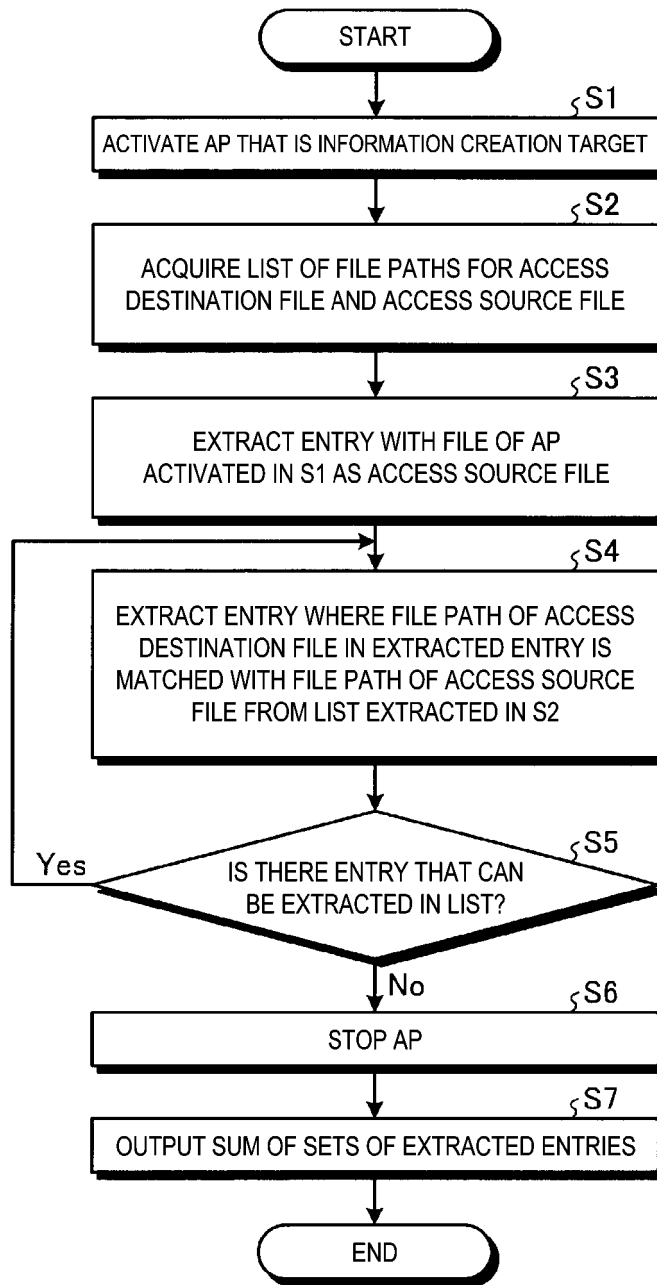 START
S1
ACTIVATE AP THAT IS INFORMATION CREATION TARGET
S2
ACQUIRE LIST OF FILE PATHS FOR ACCESS
DESTINATION FILE AND ACCESS SOURCE FILE
S3
EXTRACT ENTRY WITH FILE OF AP
ACTIVATED IN S1 AS ACCESS SOURCE FILE
S4
EXTRACT ENTRY WHERE FILE PATH OF ACCESS
DESTINATION FILE IN EXTRACTED ENTRY IS
MATCHED WITH FILE PATH OF ACCESS SOURCE
FILE FROM LIST EXTRACTED IN S2
S5
Yes
IS THERE ENTRY THAT CAN
BE EXTRACTED IN LIST?
No
S6
STOP AP
S7
OUTPUT SUM OF SETS OF EXTRACTED ENTRIES
END